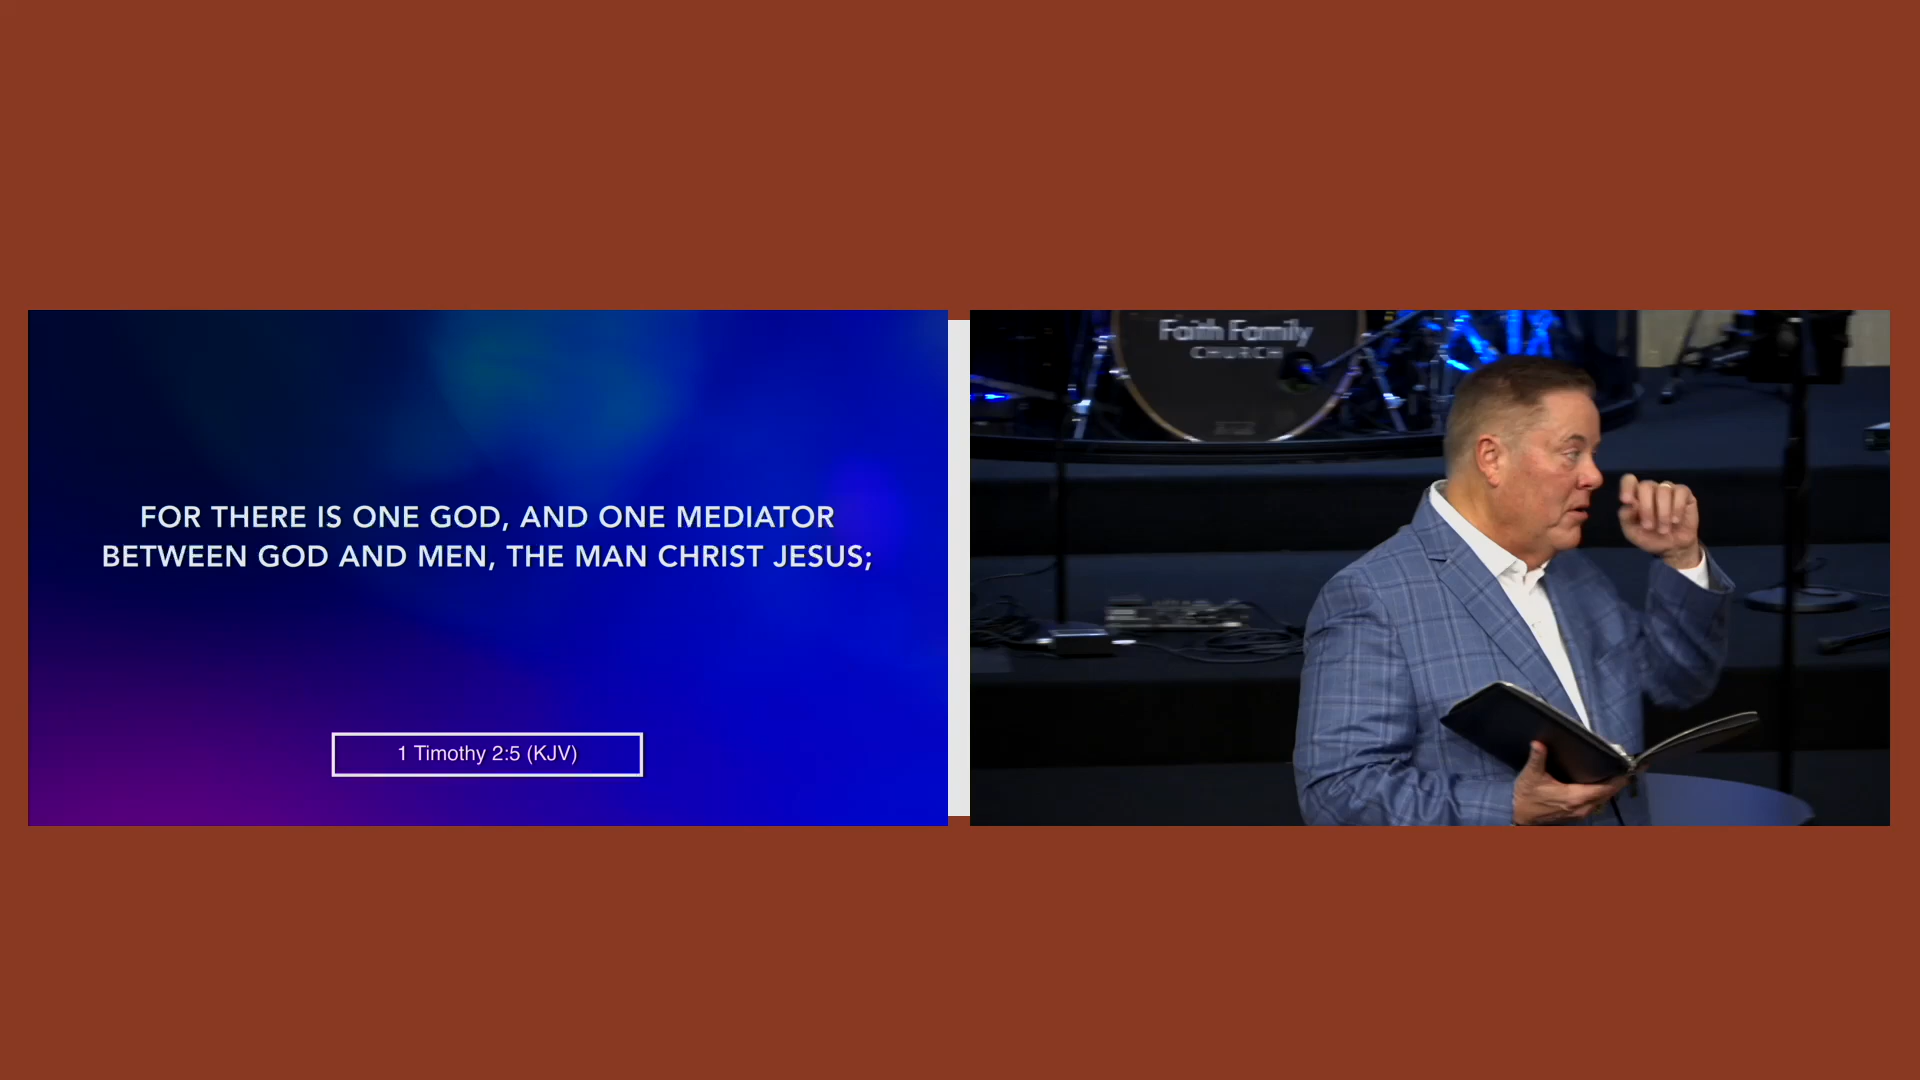 FOR THERE IS ONE GOD, AND ONE MEDIATOR
BETWEEN GOD AND MEN, THE MAN CHRIST JESUS;
1 Timothy 2:5 (KJV)
Faith Family
CHURCH